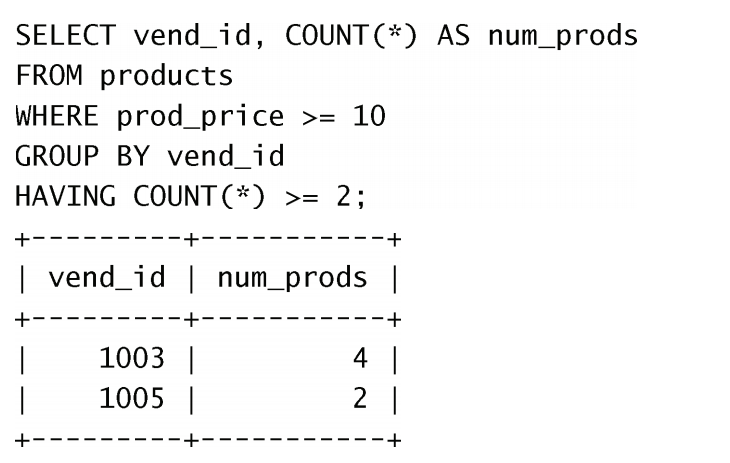 SELECT vend_id, COUNT(*) AS num_prods
FROM products
WHERE prod_price >= 10
GROUP BY vend_id
HAVING COUNT(*) >= 2;
+---------+-----------+
| vend_id | num_prods |
+---------+-----------+
|    1003 |         4 |
|    1005 |         2 |
+---------+-----------+